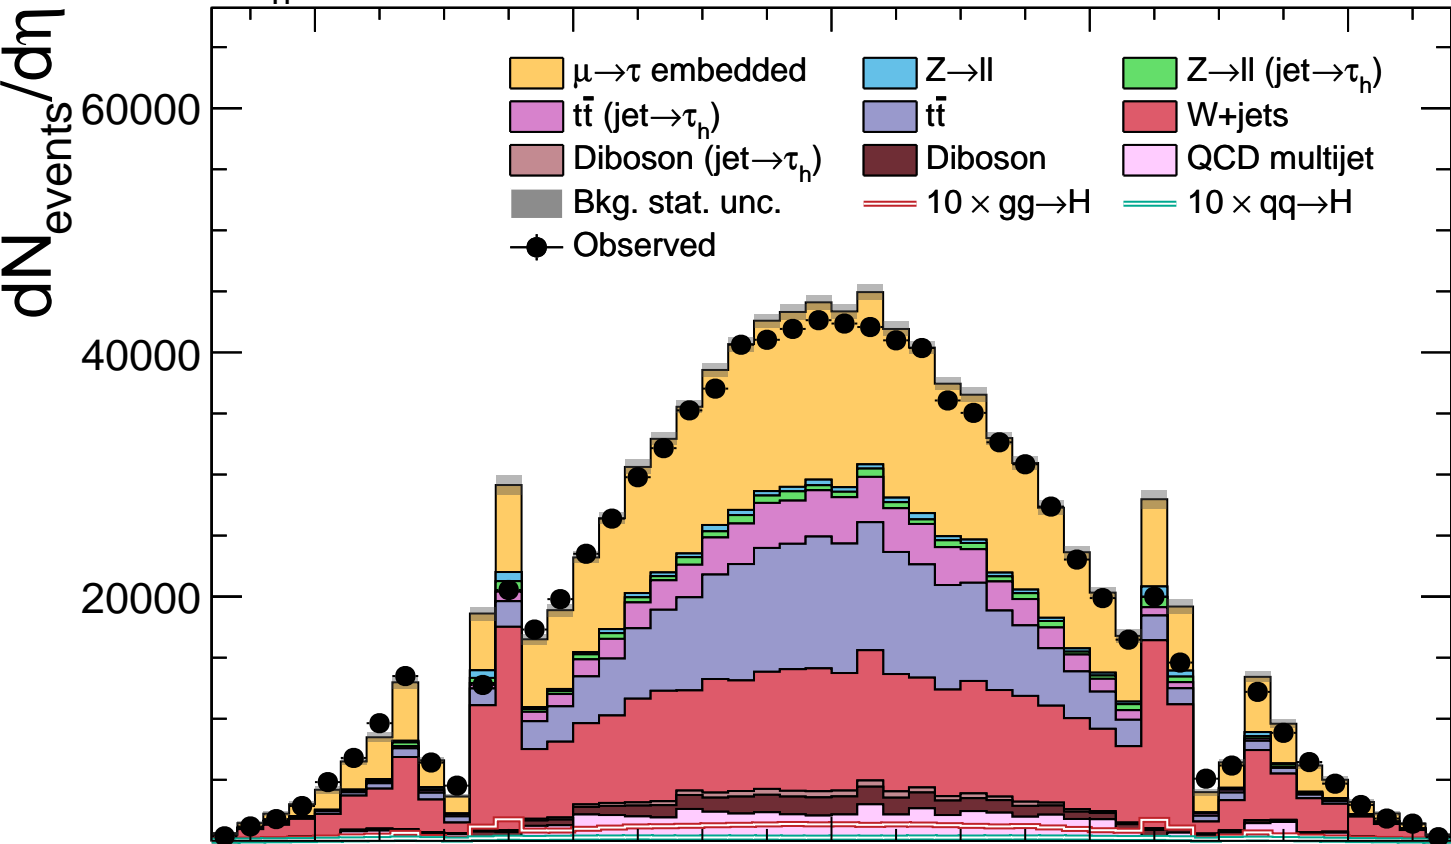 dN_events/dη
60000
40000
20000
μ→τ embedded
Z→ll
Z→ll (jet→τ_h)
tt̄ (jet→τ_h)
tt̄
W+jets
Diboson (jet→τ_h)
Diboson
QCD multijet
Bkg. stat. unc.
10 × gg→H
10 × qq→H
Observed